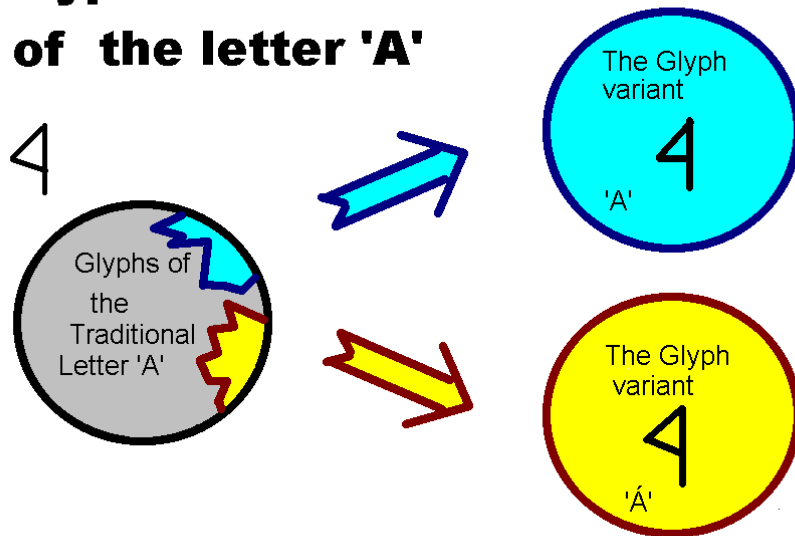 of the letter 'A'
The Glyph
variant
'A'
Glyphs of
the
Traditional
Letter 'A'
The Glyph
variant
'Á'